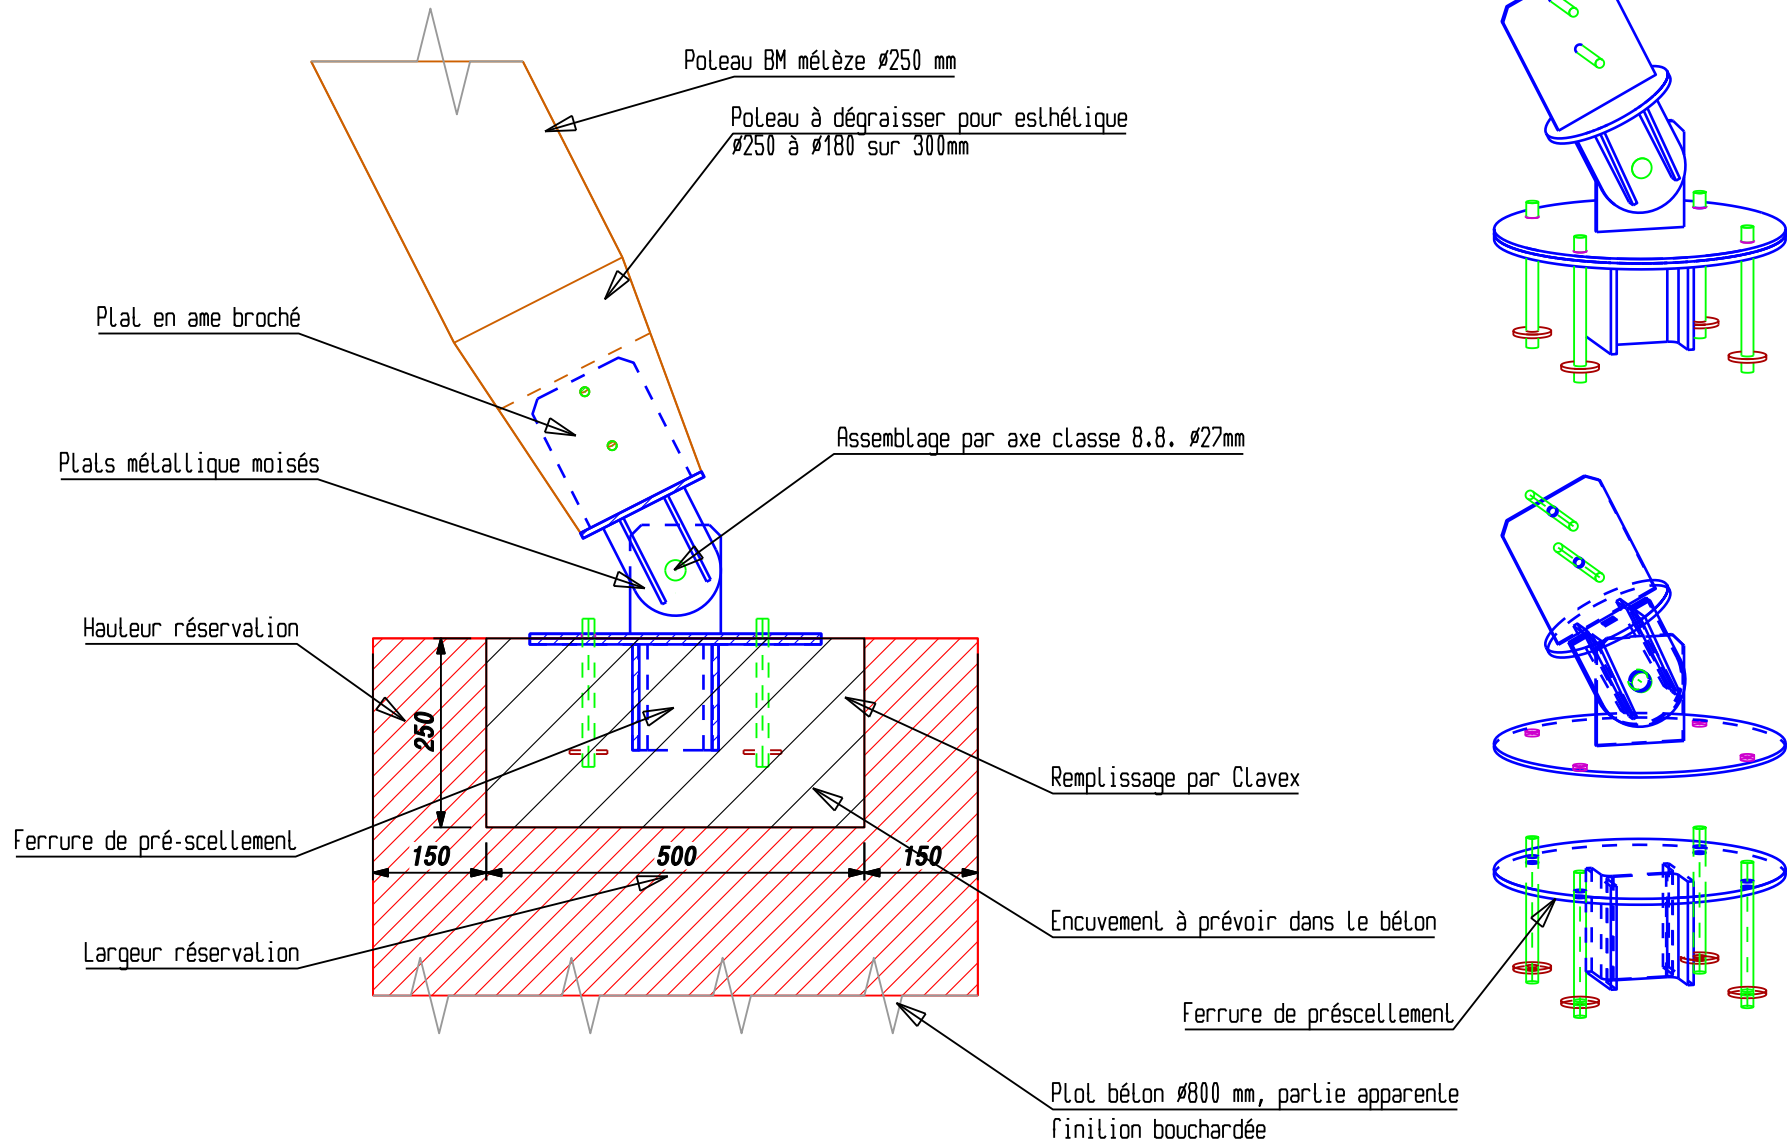 Poteau BM mélèze Ø250 mm
Poteau à dégraisser pour esthétique
Ø250 à Ø180 sur 300mm
Plat en ame broché
Assemblage par axe classe 8.8. Ø27mm
Plats métallique moisés
Hauteur réservation
250
Remplissage par Clavex
Ferrure de pré-scellement
150
500
150
Encuvement à prévoir dans le béton
Largeur réservation
Ferrure de préscellement
Plot béton Ø800 mm, partie apparente
finition bouchardée